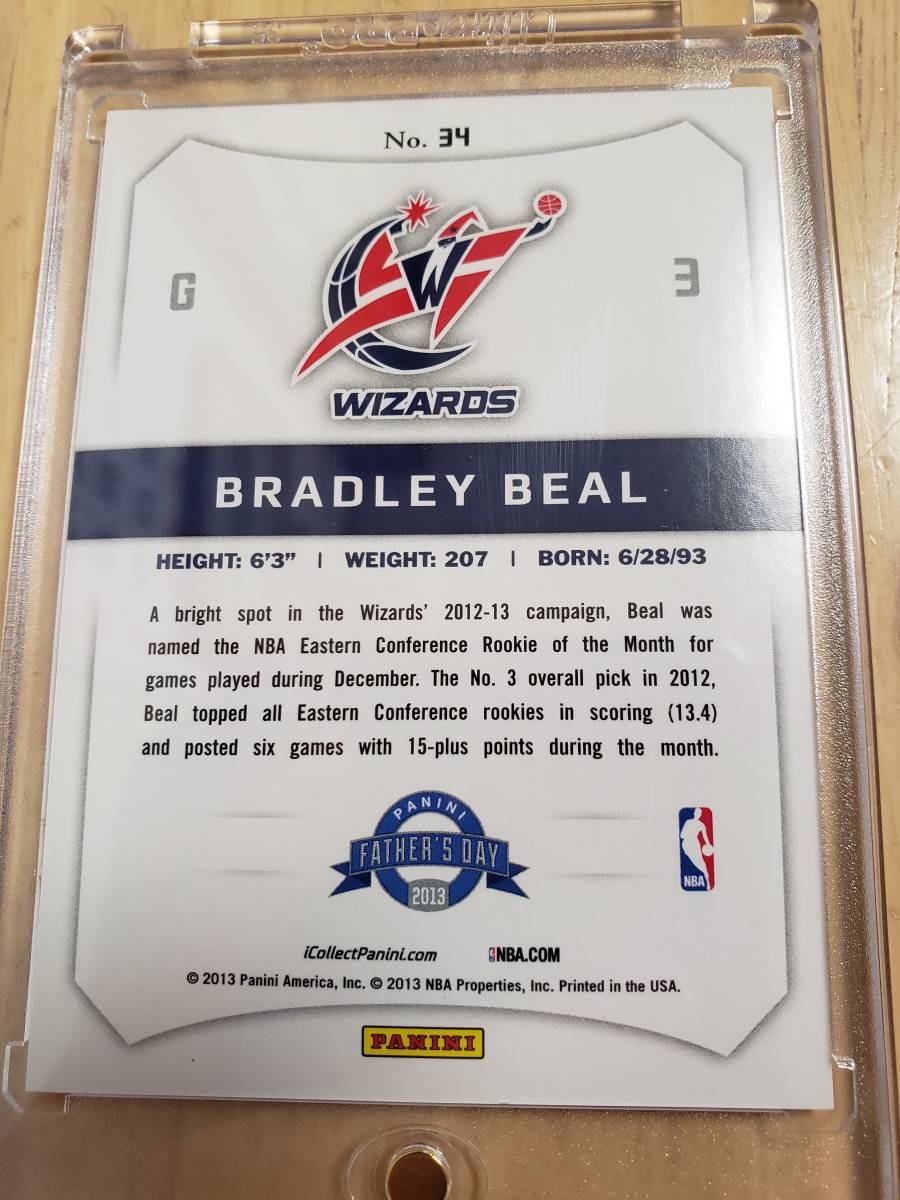 Ultra•PRO®
No. 34
G
3
W
WIZARDS
BRADLEY BEAL
HEIGHT: 6'3" | WEIGHT: 207 | BORN: 6/28/93
A bright spot in the Wizards' 2012-13 campaign, Beal was
named the NBA Eastern Conference Rookie of the Month for
games played during December. The No. 3 overall pick in 2012,
Beal topped all Eastern Conference rookies in scoring (13.4)
and posted six games with 15-plus points during the month.
PANINI
FATHER'S DAY
2013
NBA
iCollectPanini.com NBA.COM
© 2013 Panini America, Inc. © 2013 NBA Properties, Inc. Printed in the USA.
PANINI